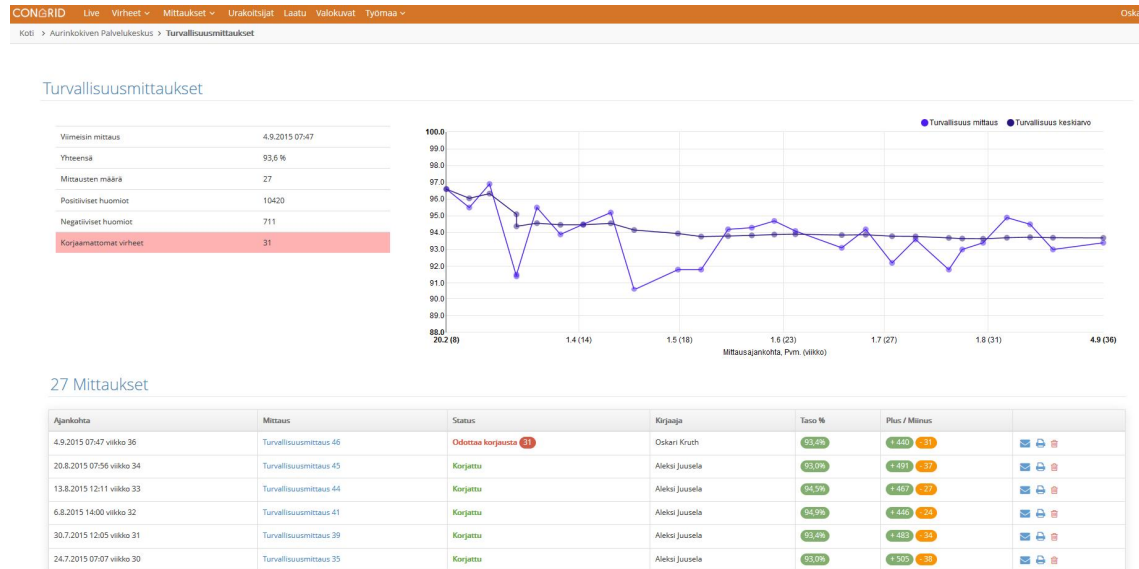 CONGRID Live Virheet Mittaukset Urakoitsijat Laatu Valokuvat Työmaa Oska
Koti > Aurinkokiven Palvelukeskus > Turvallisuusmittaukset
Turvallisuusmittaukset
Viimeisin mittaus 4.9.2015 07:47
Yhteensä 93,6 %
Mittausten määrä 27
Positiiviset huomiot 10420
Negatiiviset huomiot 711
Korjaamattomat virheet 31
Turvallisuus mittaus Turvallisuus keskiarvo
100.0
99.0
98.0
97.0
96.0
95.0
94.0
93.0
92.0
91.0
90.0
89.0
88.0
20.2 (8) 1.4 (14) 1.5 (18) 1.6 (23) 1.7 (27) 1.8 (31) 4.9 (36)
Mittausajankohta, Pvm. (viikko)
27 Mittaukset
Ajankohta Mittaus Status Kirjaaja Taso % Plus / Miinus
4.9.2015 07:47 viikko 36 Turvallisuusmittaus 46 Odottaa korjausta 31 Oskari Kruth 93,4% + 440 - 31
20.8.2015 07:56 viikko 34 Turvallisuusmittaus 45 Korjattu Aleksi Juusela 93,0% + 491 - 37
13.8.2015 12:11 viikko 33 Turvallisuusmittaus 44 Korjattu Aleksi Juusela 94,5% + 467 - 27
6.8.2015 14:00 viikko 32 Turvallisuusmittaus 41 Korjattu Aleksi Juusela 94,9% + 446 - 24
30.7.2015 12:05 viikko 31 Turvallisuusmittaus 39 Korjattu Aleksi Juusela 93,4% + 483 - 34
24.7.2015 07:07 viikko 30 Turvallisuusmittaus 35 Korjattu Aleksi Juusela 93,0% + 505 - 38